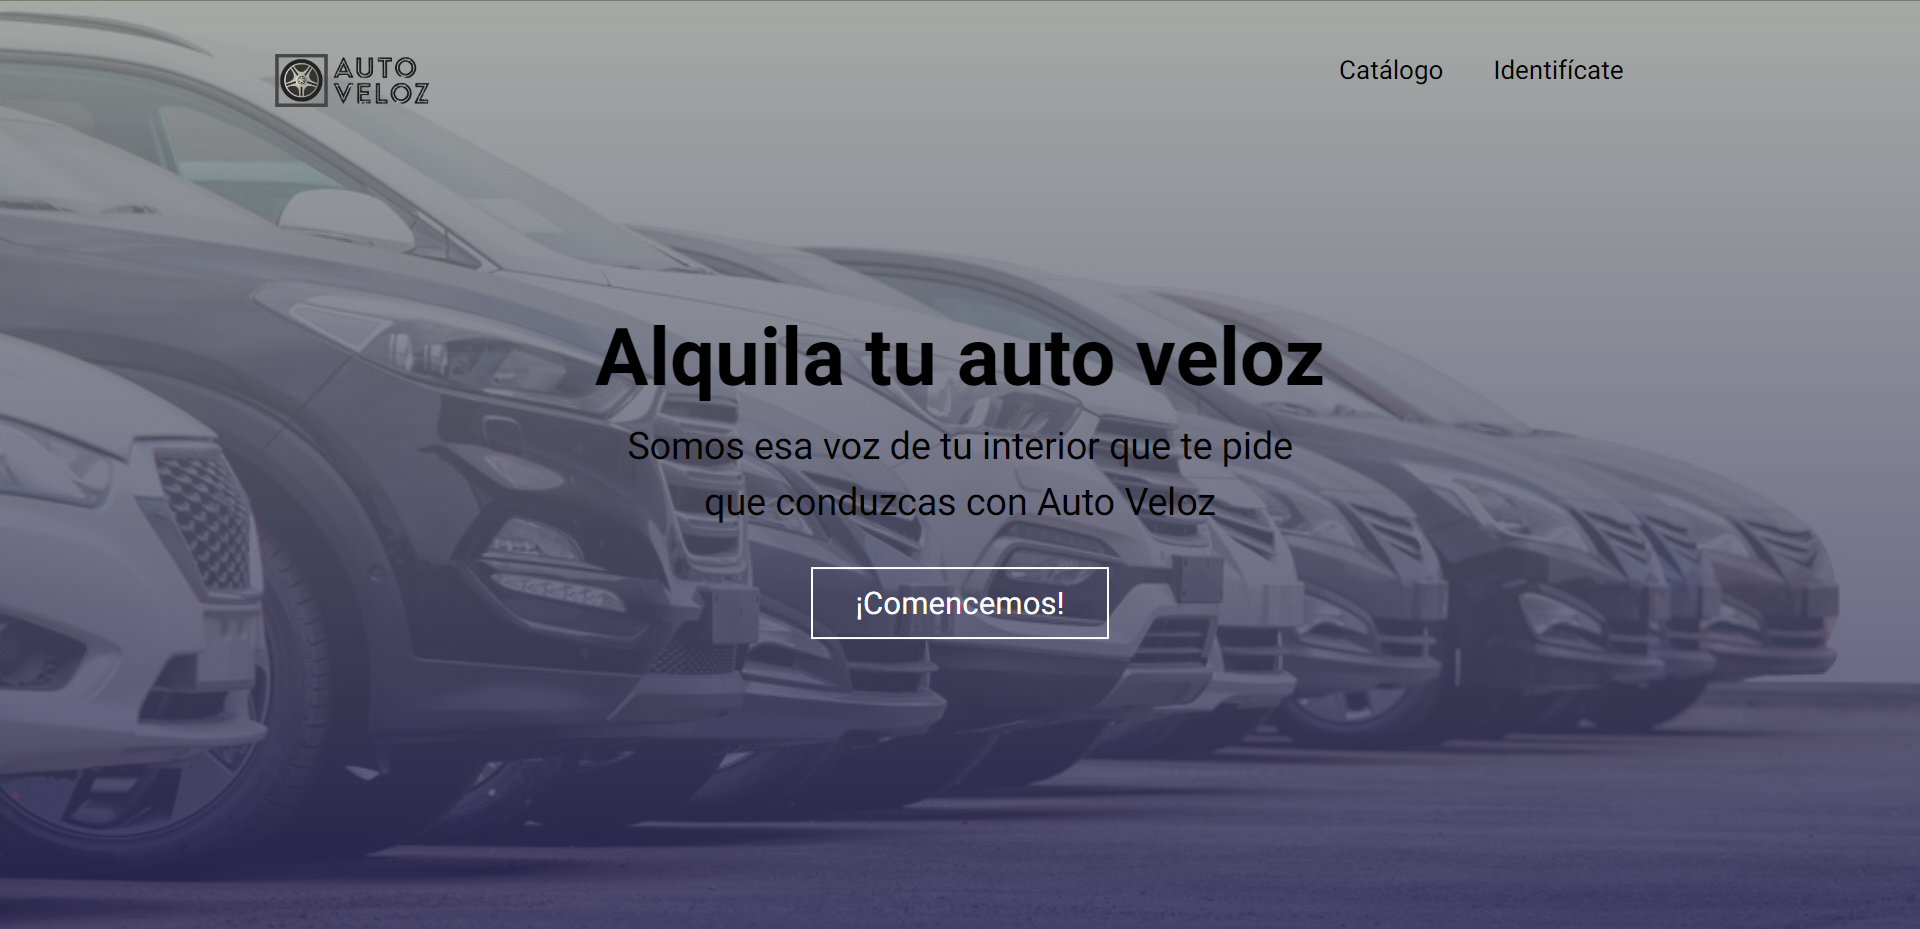 AUTO
VELOZ
Catálogo
Identifícate
Alquila tu auto veloz
Somos esa voz de tu interior que te pide
que conduzcas con Auto Veloz
¡Comencemos!